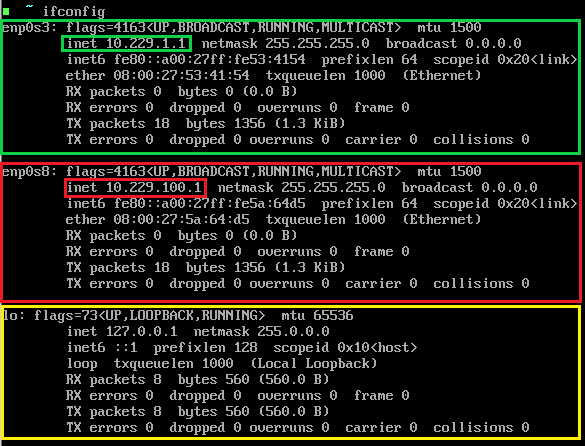 ~ ifconfig
enp0s3: flags=4163<UP,BROADCAST,RUNNING,MULTICAST>  mtu 1500
inet 10.229.1.1  netmask 255.255.255.0  broadcast 0.0.0.0
inet6 fe80::a00:27ff:fe53:4154  prefixlen 64  scopeid 0x20<link>
ether 08:00:27:53:41:54  txqueuelen 1000  (Ethernet)
RX packets 0  bytes 0 (0.0 B)
RX errors 0  dropped 0  overruns 0  frame 0
TX packets 18  bytes 1356 (1.3 KiB)
TX errors 0  dropped 0 overruns 0  carrier 0  collisions 0
enp0s8: flags=4163<UP,BROADCAST,RUNNING,MULTICAST>  mtu 1500
inet 10.229.100.1  netmask 255.255.255.0  broadcast 0.0.0.0
inet6 fe80::a00:27ff:fe5a:64d5  prefixlen 64  scopeid 0x20<link>
ether 08:00:27:5a:64:d5  txqueuelen 1000  (Ethernet)
RX packets 0  bytes 0 (0.0 B)
RX errors 0  dropped 0  overruns 0  frame 0
TX packets 18  bytes 1356 (1.3 KiB)
TX errors 0  dropped 0 overruns 0  carrier 0  collisions 0
lo: flags=73<UP,LOOPBACK,RUNNING>  mtu 65536
inet 127.0.0.1  netmask 255.0.0.0
inet6 ::1  prefixlen 128  scopeid 0x10<host>
loop  txqueuelen 1000  (Local Loopback)
RX packets 8  bytes 560 (560.0 B)
RX errors 0  dropped 0  overruns 0  frame 0
TX packets 8  bytes 560 (560.0 B)
TX errors 0  dropped 0 overruns 0  carrier 0  collisions 0